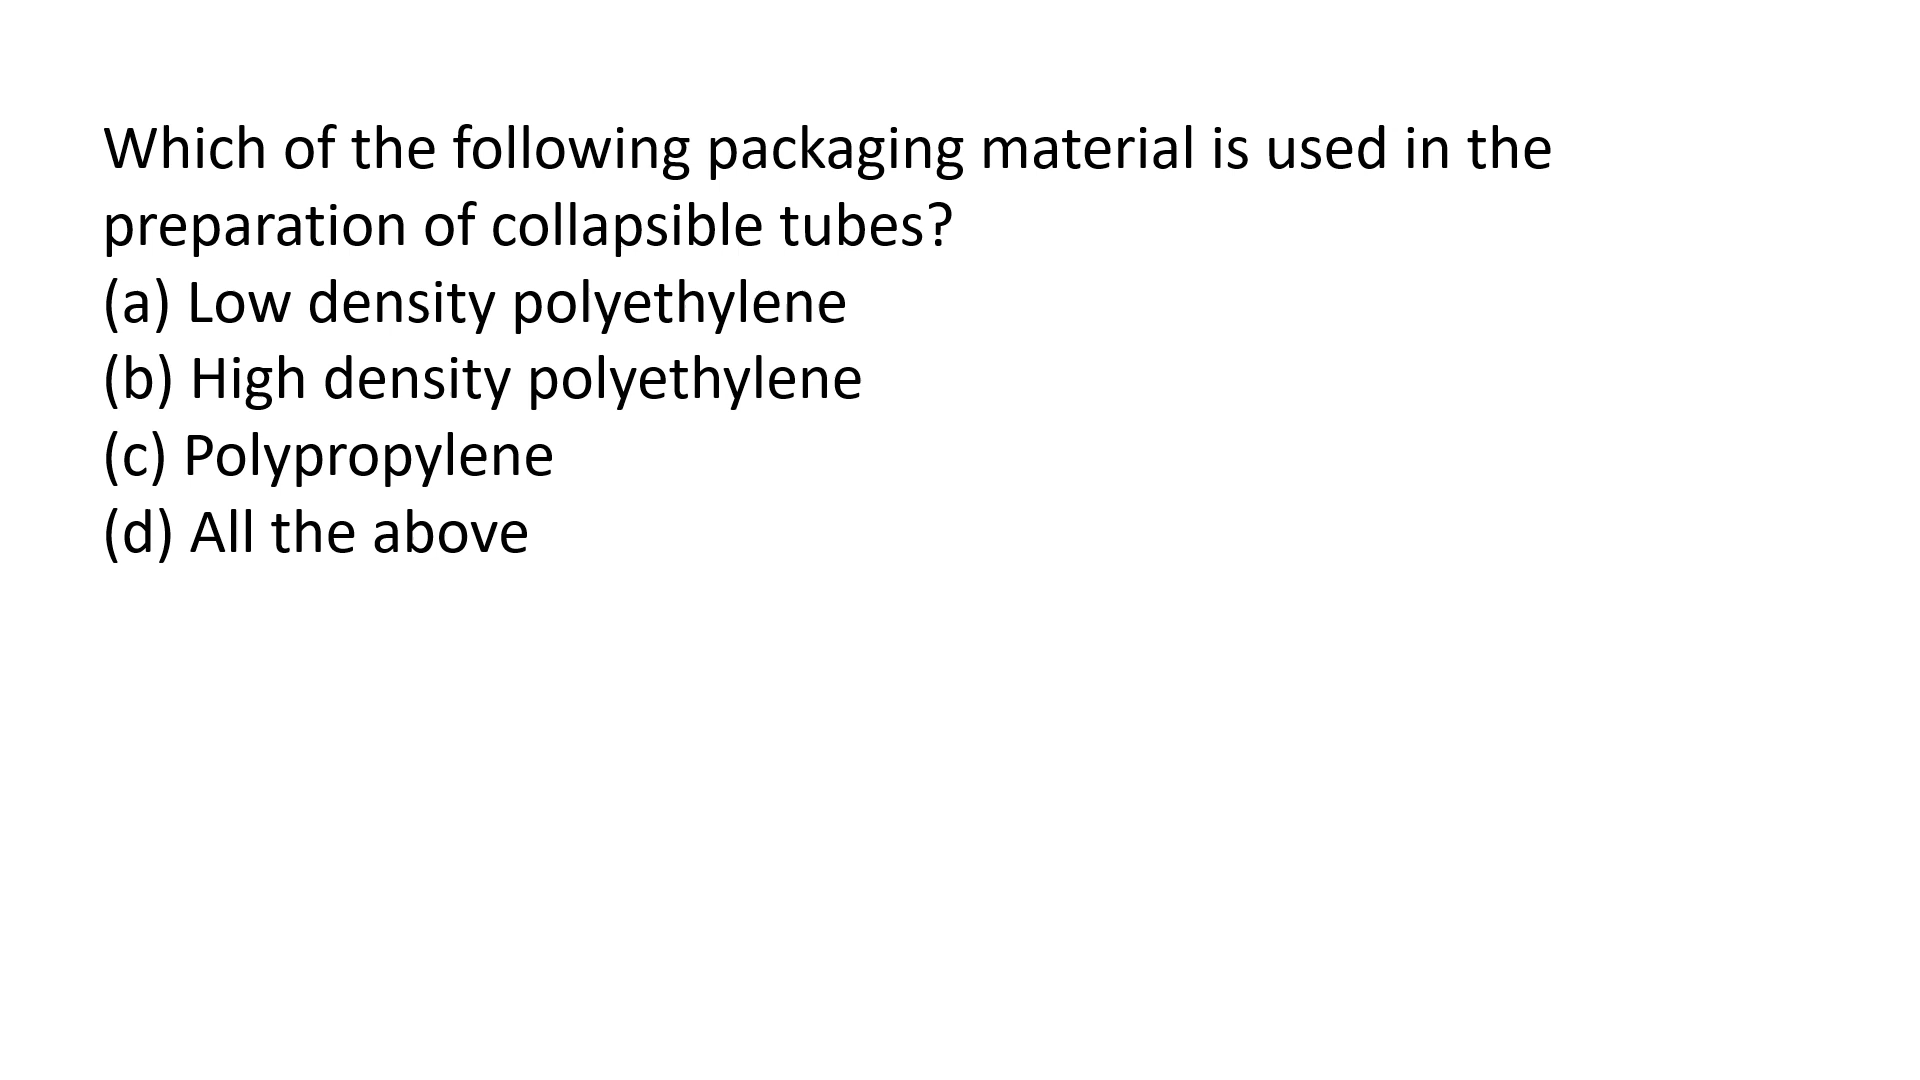 Which of the following packaging material is used in the
preparation of collapsible tubes?
(a) Low density polyethylene
(b) High density polyethylene
(c) Polypropylene
(d) All the above